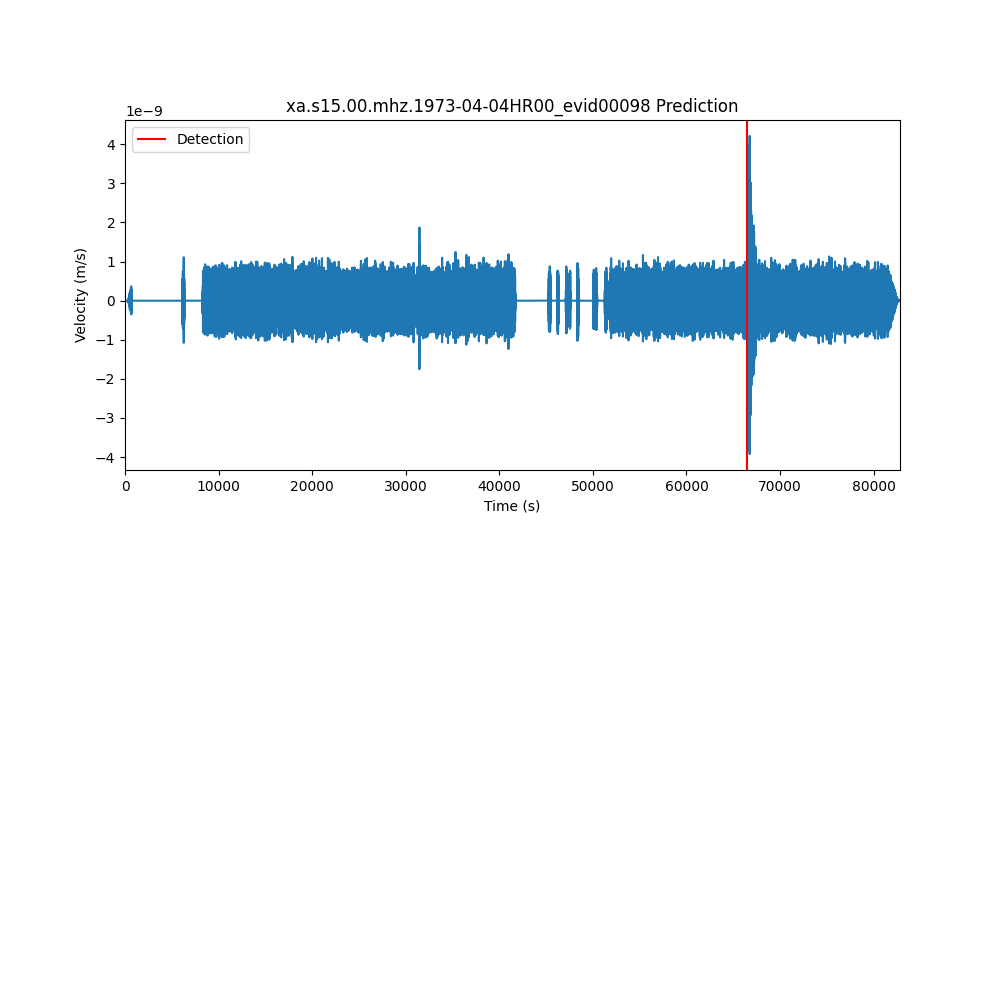 xa.s15.00.mhz.1973-04-04HR00_evid00098 Prediction
1e−9
Detection
4
3
2
1
0
−1
−2
−3
−4
Velocity (m/s)
0 10000 20000 30000 40000 50000 60000 70000 80000
Time (s)